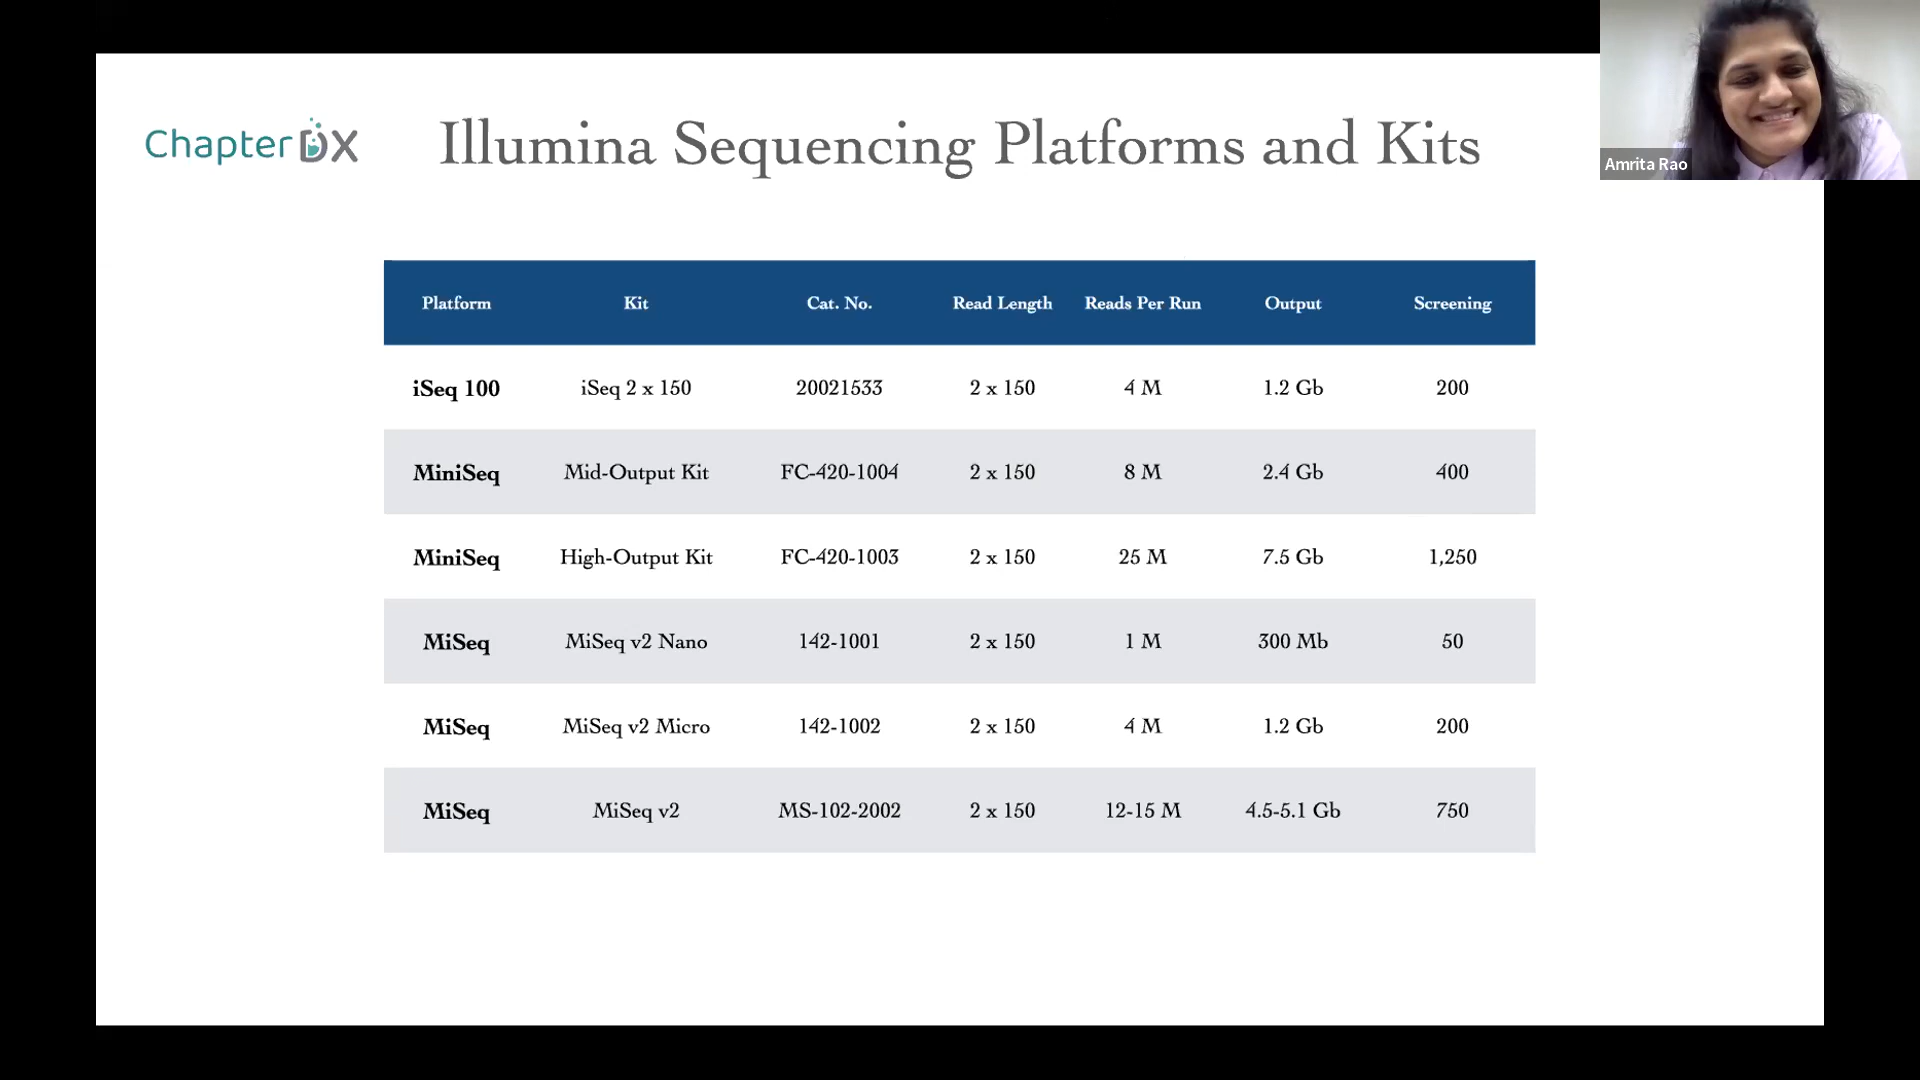 Chapter DX
Illumina Sequencing Platforms and Kits
Amrita Rao
Platform Kit Cat. No. Read Length Reads Per Run Output Screening
iSeq 100 iSeq 2 x 150 20021533 2 x 150 4 M 1.2 Gb 200
MiniSeq Mid-Output Kit FC-420-1004 2 x 150 8 M 2.4 Gb 400
MiniSeq High-Output Kit FC-420-1003 2 x 150 25 M 7.5 Gb 1,250
MiSeq MiSeq v2 Nano 142-1001 2 x 150 1 M 300 Mb 50
MiSeq MiSeq v2 Micro 142-1002 2 x 150 4 M 1.2 Gb 200
MiSeq MiSeq v2 MS-102-2002 2 x 150 12-15 M 4.5-5.1 Gb 750